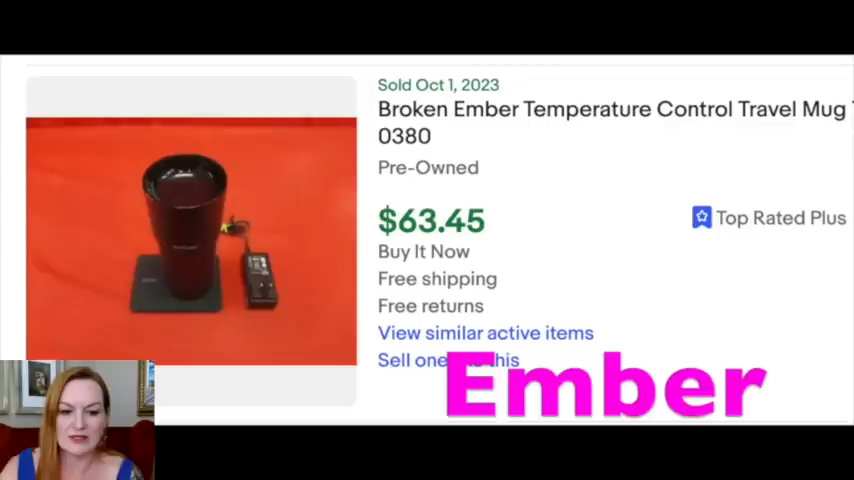 Sold Oct 1, 2023
Broken Ember Temperature Control Travel Mug
0380
Pre-Owned
$63.45
Top Rated Plus
Buy It Now
Free shipping
Free returns
View similar active items
Sell one this
Ember